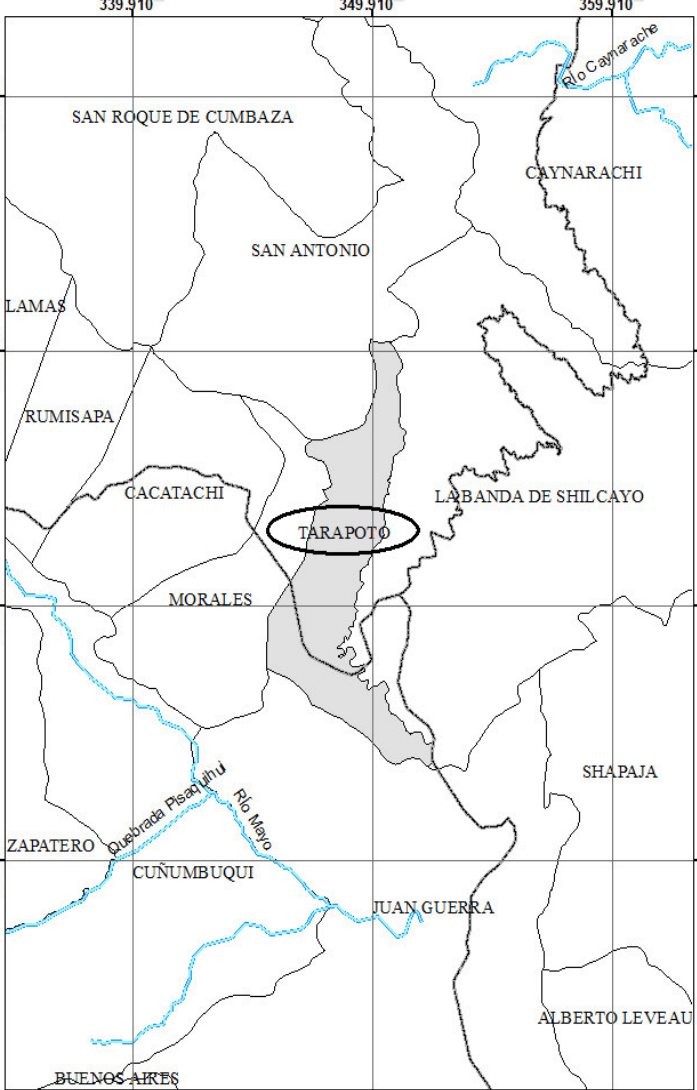 339.910
349.910
359.910
Río Caynarache
SAN ROQUE DE CUMBAZA
CAYNARACHI
SAN ANTONIO
LAMAS
RUMISAPA
CACATACHI
LA BANDA DE SHILCAYO
TARAPOTO
MORALES
SHAPAJA
Quebrada Pisaquihui
Río Mayo
ZAPATERO
CUÑUMBUQUI
JUAN GUERRA
ALBERTO LEVEAU
BUENOS AIRES